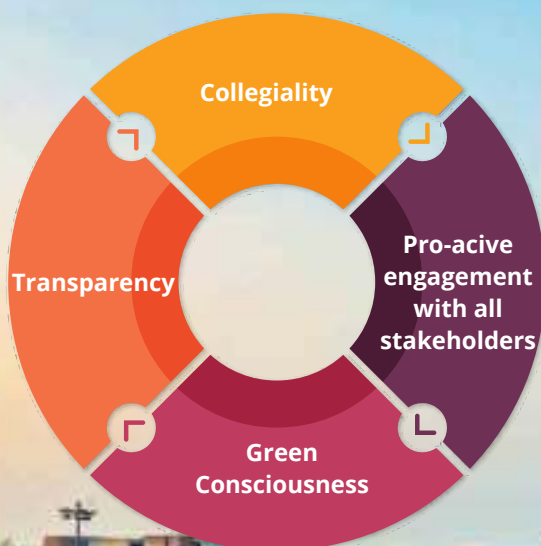 Collegiality
Pro-acive
engagement
with all
stakeholders
Green
Consciousness
Transparency